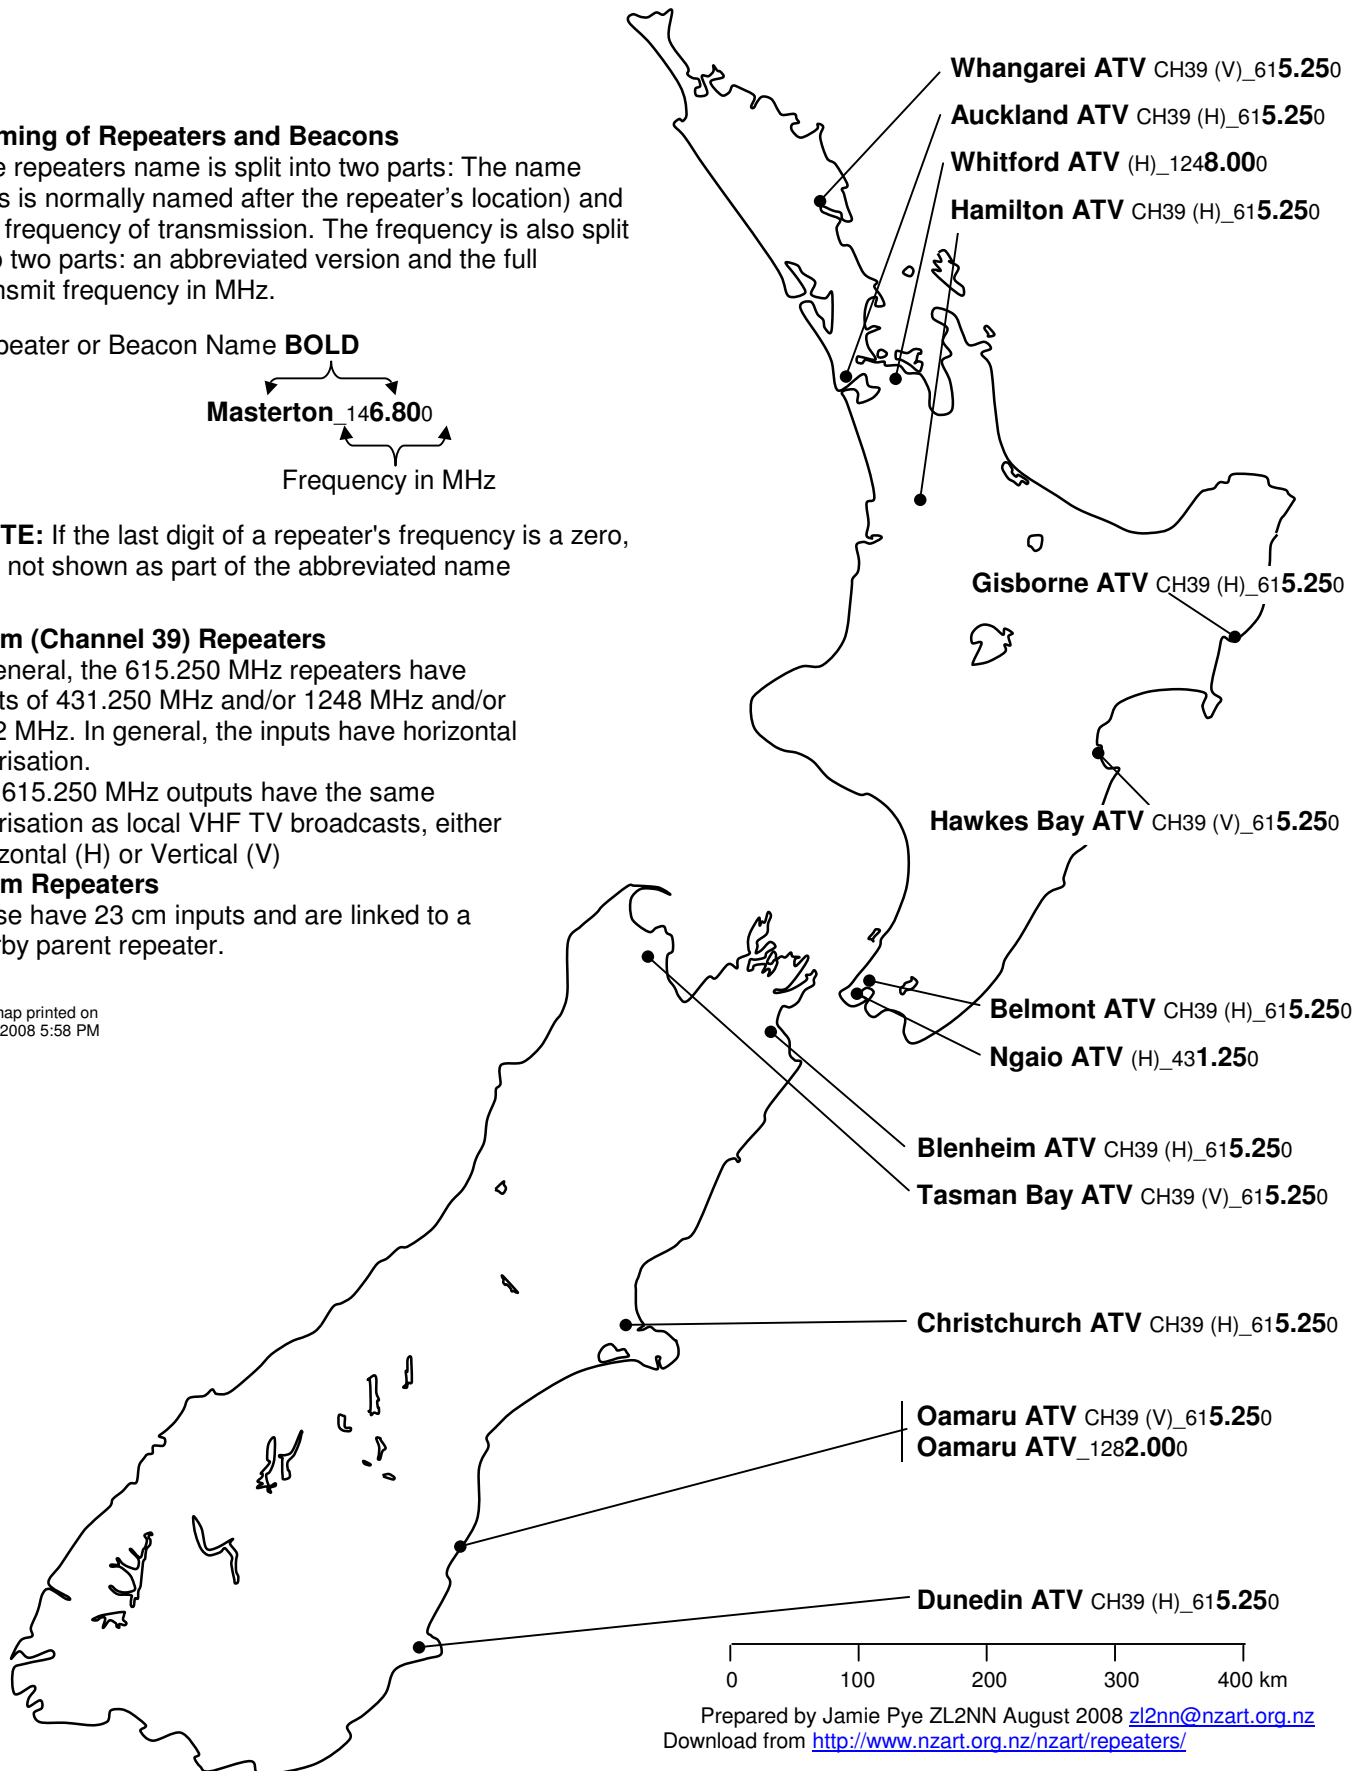 ming of Repeaters and Beacons
e repeaters name is split into two parts: The name
s is normally named after the repeater's location) and
frequency of transmission. The frequency is also split
o two parts: an abbreviated version and the full
nsmit frequency in MHz.
peater or Beacon Name BOLD
Masterton_146.800
Frequency in MHz
TE: If the last digit of a repeater's frequency is a zero,
not shown as part of the abbreviated name
m (Channel 39) Repeaters
eneral, the 615.250 MHz repeaters have
ts of 431.250 MHz and/or 1248 MHz and/or
2 MHz. In general, the inputs have horizontal
risation.
615.250 MHz outputs have the same
risation as local VHF TV broadcasts, either
zontal (H) or Vertical (V)
m Repeaters
se have 23 cm inputs and are linked to a
rby parent repeater.
nap printed on
2008 5:58 PM
Whangarei ATV CH39 (V)_615.250
Auckland ATV CH39 (H)_615.250
Whitford ATV (H)_1248.000
Hamilton ATV CH39 (H)_615.250
Gisborne ATV CH39 (H)_615.250
Hawkes Bay ATV CH39 (V)_615.250
Belmont ATV CH39 (H)_615.250
Ngaio ATV (H)_431.250
Blenheim ATV CH39 (H)_615.250
Tasman Bay ATV CH39 (V)_615.250
Christchurch ATV CH39 (H)_615.250
Oamaru ATV CH39 (V)_615.250
Oamaru ATV_1282.000
Dunedin ATV CH39 (H)_615.250
0 100 200 300 400 km
Prepared by Jamie Pye ZL2NN August 2008 zl2nn@nzart.org.nz
Download from http://www.nzart.org.nz/nzart/repeaters/